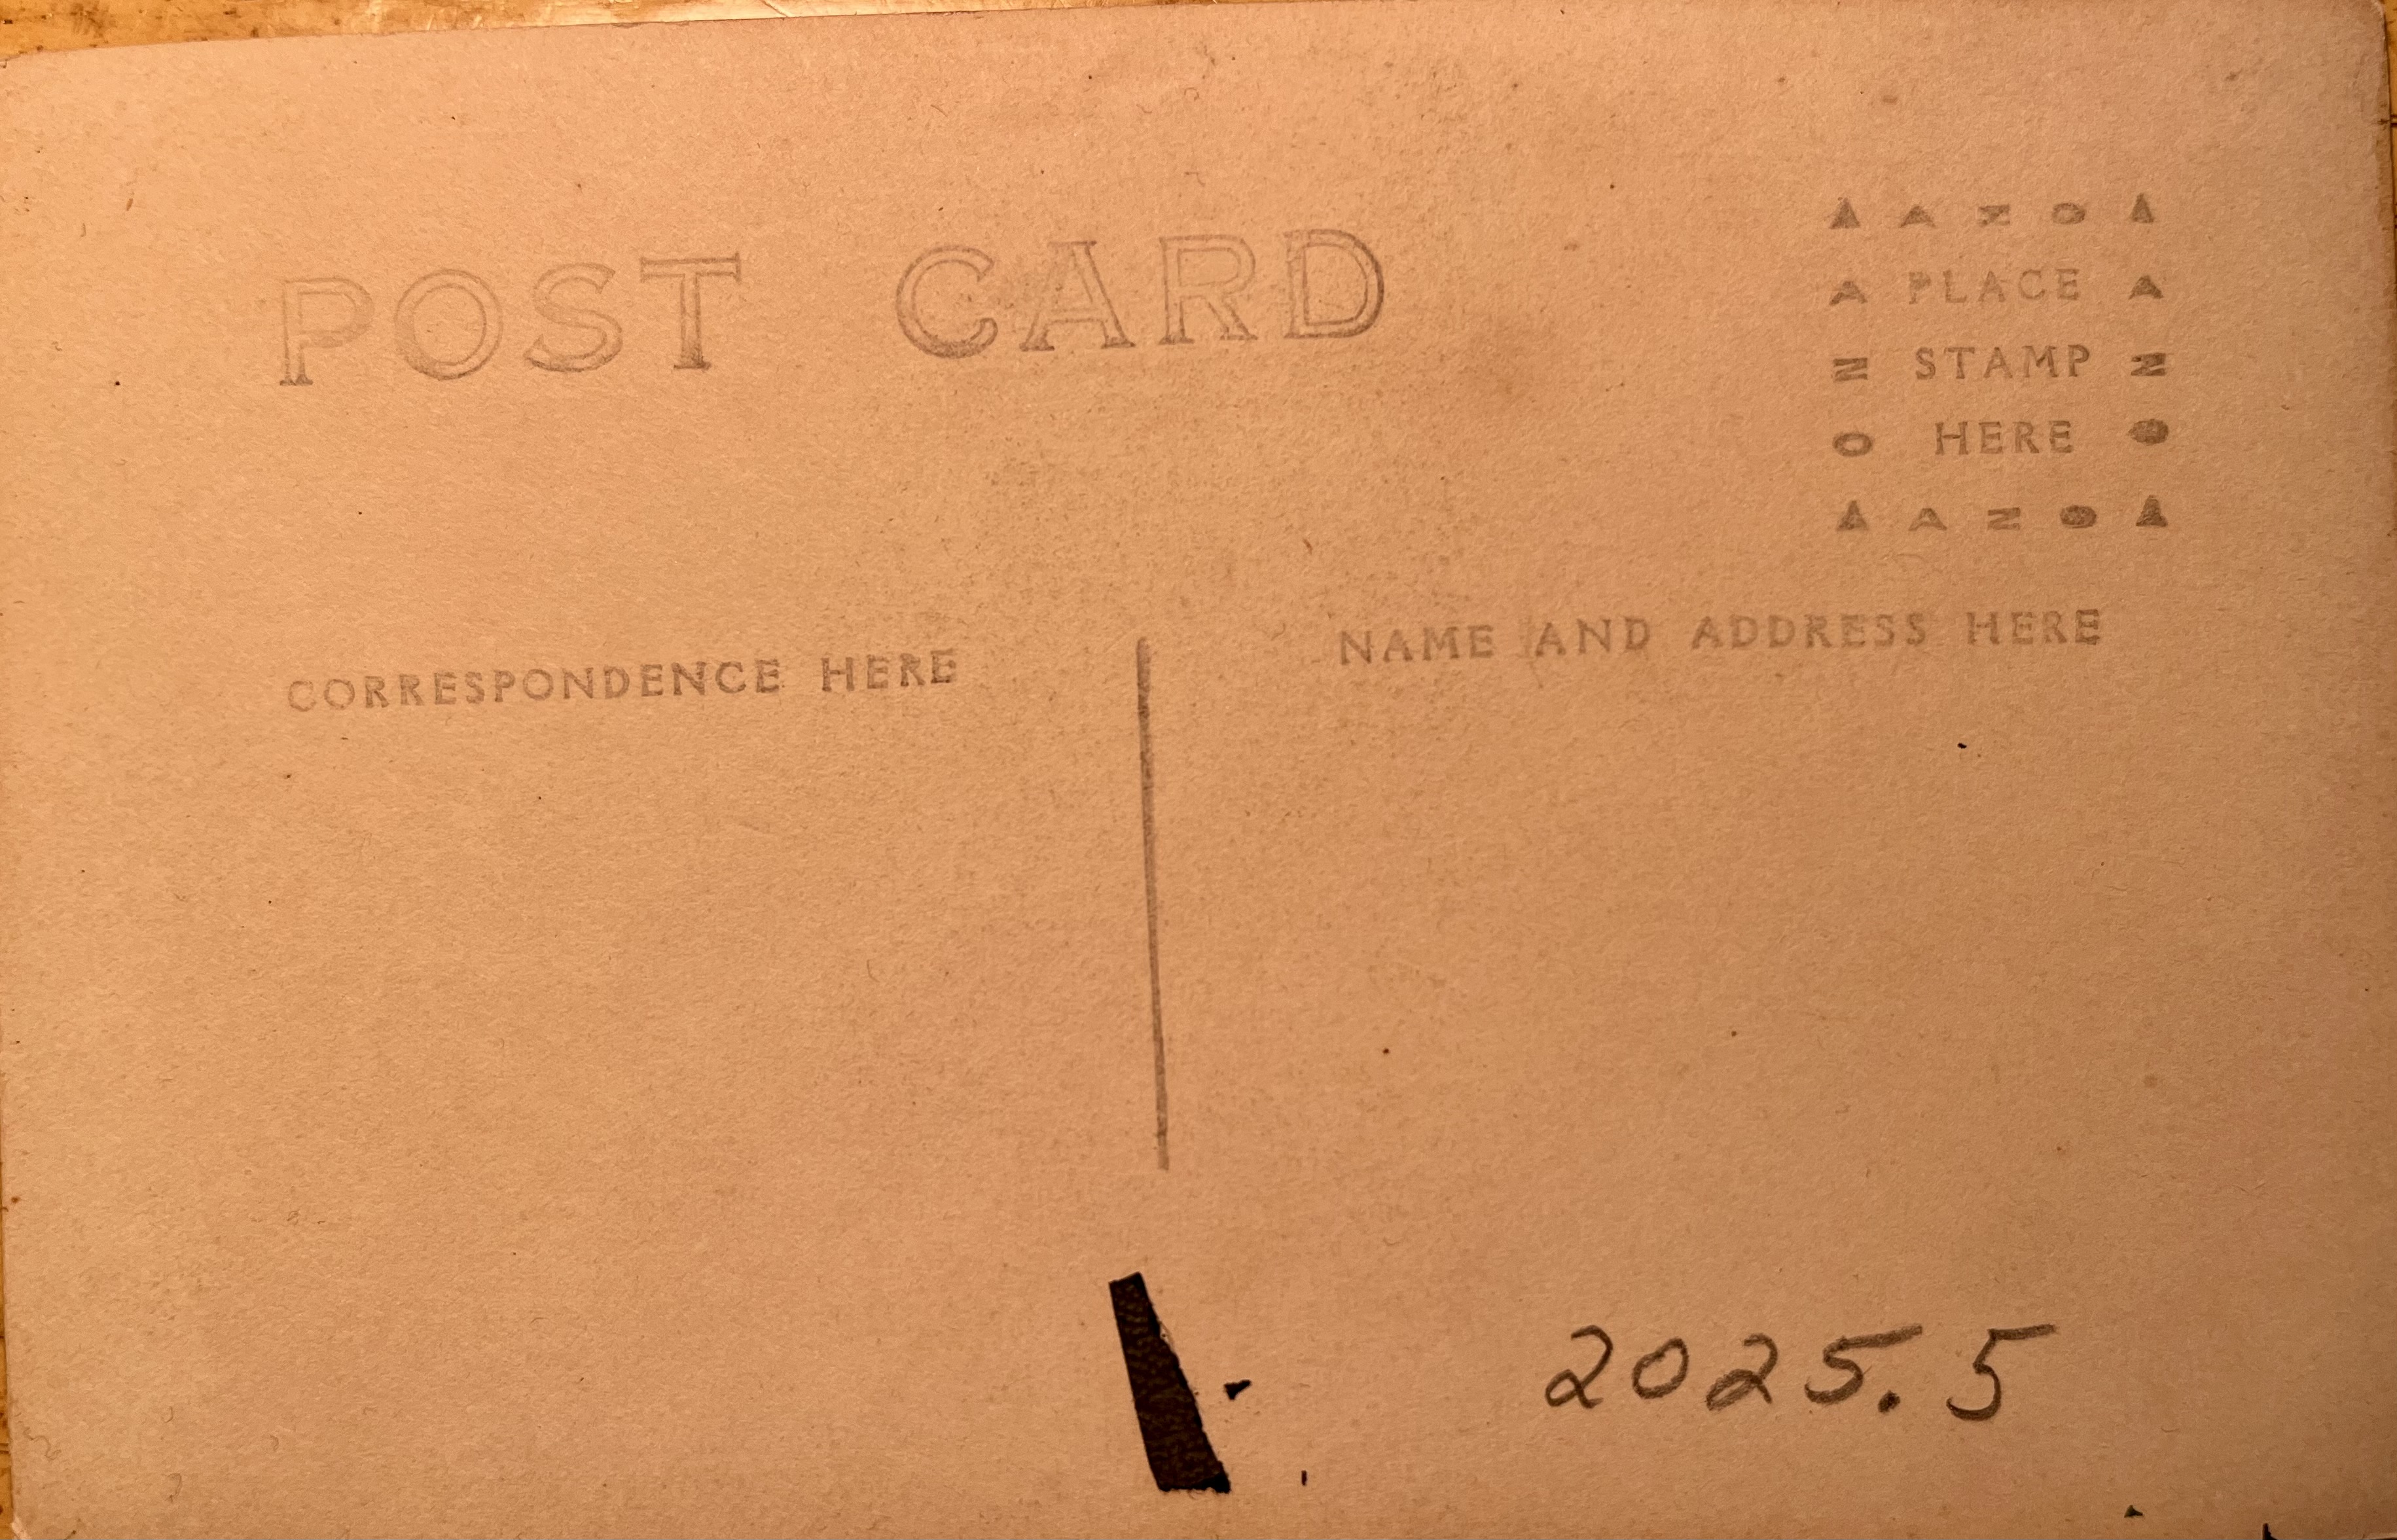 POST CARD
▲ A Z O ▲
A PLACE A
Z STAMP Z
O HERE O
▲ A Z O ▲
CORRESPONDENCE HERE
NAME AND ADDRESS HERE
2025.5